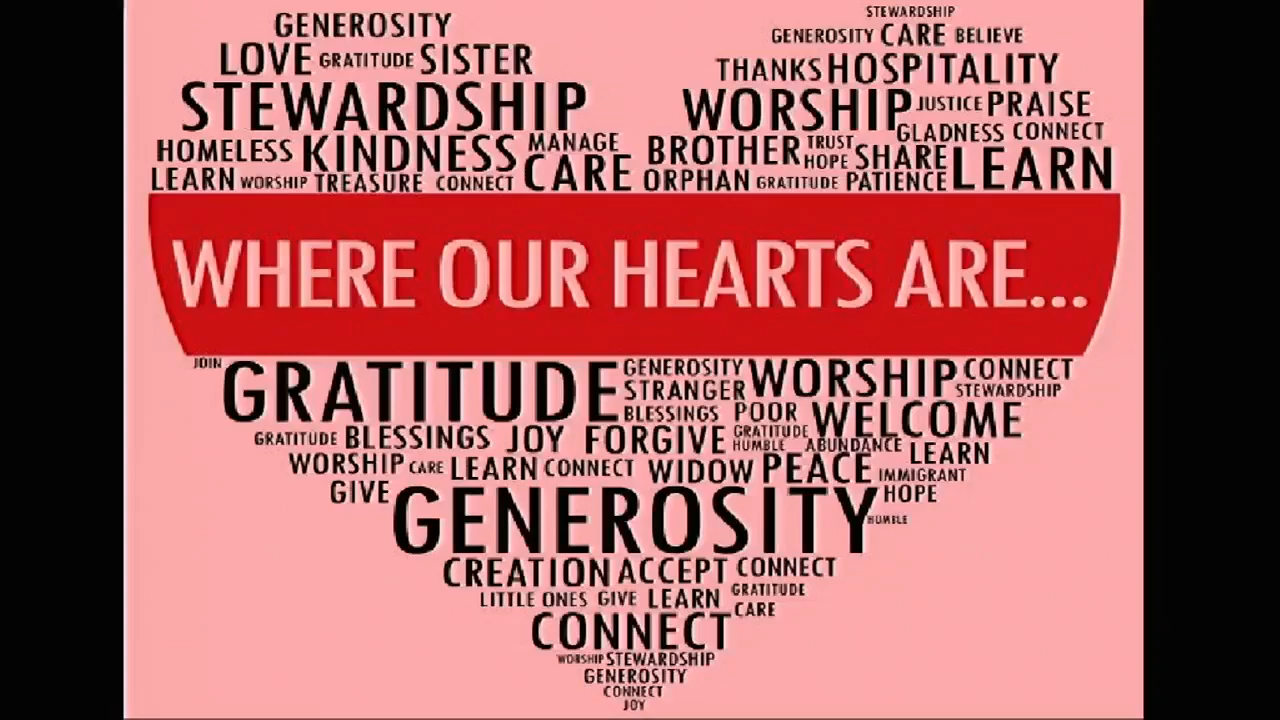 GENEROSITY
LOVE GRATITUDE SISTER
STEWARDSHIP
HOMELESS KINDNESS MANAGE
LEARN WORSHIP TREASURE CONNECT CARE
STEWARDSHIP
GENEROSITY CARE BELIEVE
THANKS HOSPITALITY
WORSHIP JUSTICE PRAISE
GLADNESS CONNECT
BROTHER TRUST
HOPE SHARE LEARN
ORPHAN GRATITUDE PATIENCE
WHERE OUR HEARTS ARE...
JOIN GRATITUDE GENEROSITY WORSHIP CONNECT
STRANGER STEWARDSHIP
BLESSINGS POOR WELCOME
GRATITUDE BLESSINGS JOY FORGIVE GRATITUDE
HUMBLE ABUNDANCE LEARN
WORSHIP CARE LEARN CONNECT WIDOW PEACE IMMIGRANT
GIVE GENEROSITY HOPE
HUMBLE
CREATION ACCEPT CONNECT
LITTLE ONES GIVE LEARN GRATITUDE
CARE
CONNECT
WORSHIP STEWARDSHIP
GENEROSITY
CONNECT
JOY